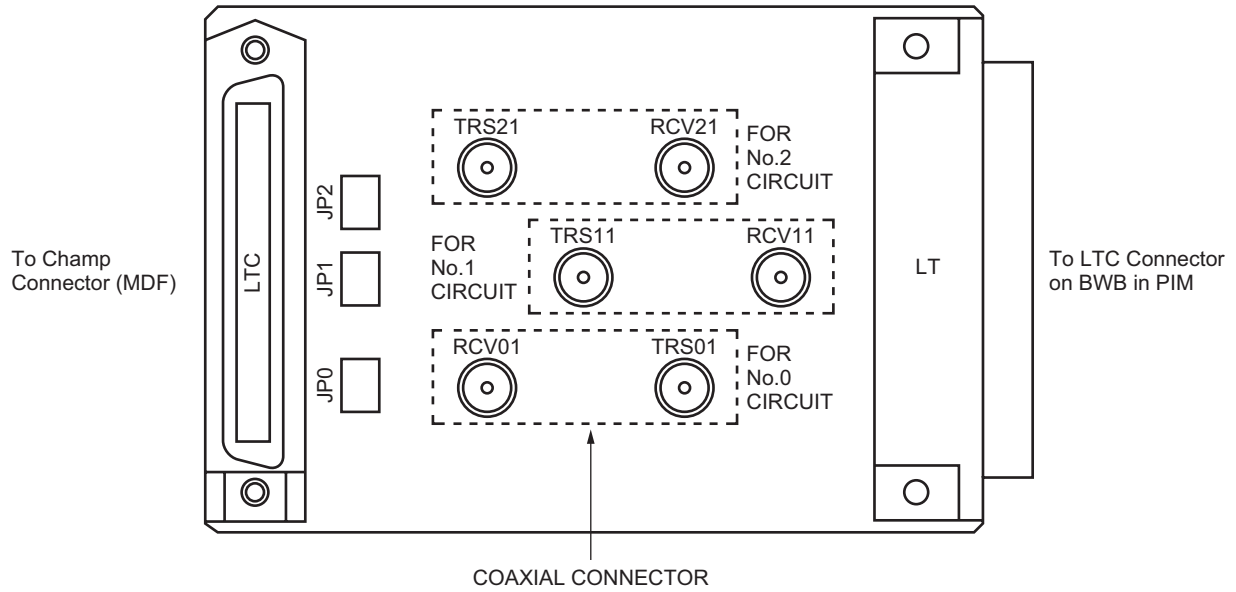 TRS21
RCV21
FOR
No.2
CIRCUIT
JP2
To Champ
Connector (MDF)
LTC
JP1
FOR
No.1
CIRCUIT
TRS11
RCV11
LT
To LTC Connector
on BWB in PIM
JP0
RCV01
TRS01
FOR
No.0
CIRCUIT
COAXIAL CONNECTOR